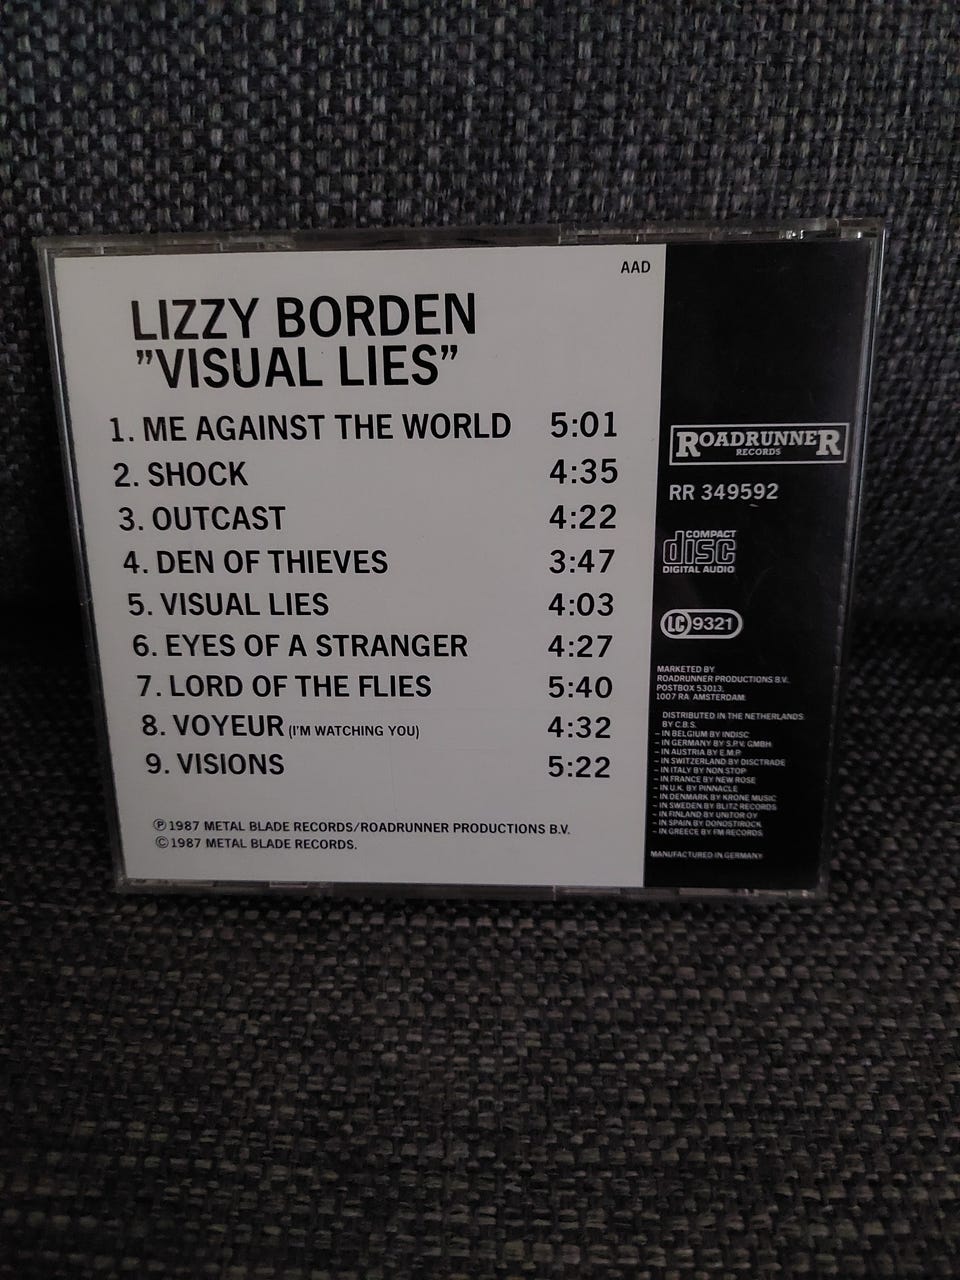 AAD
LIZZY BORDEN
"VISUAL LIES"
1. ME AGAINST THE WORLD 5:01
2. SHOCK 4:35
3. OUTCAST 4:22
4. DEN OF THIEVES 3:47
5. VISUAL LIES 4:03
6. EYES OF A STRANGER 4:27
7. LORD OF THE FLIES 5:40
8. VOYEUR (I'M WATCHING YOU) 4:32
9. VISIONS 5:22
Ⓟ 1987 METAL BLADE RECORDS/ROADRUNNER PRODUCTIONS B.V.
© 1987 METAL BLADE RECORDS.
ROADRUNNER
RECORDS
RR 349592
COMPACT
disc
DIGITAL AUDIO
LC 9321
MARKETED BY
ROADRUNNER PRODUCTIONS B.V.
POSTBOX 53013,
1007 RA AMSTERDAM.
DISTRIBUTED IN THE NETHERLANDS
BY C.B.S.
– IN BELGIUM BY INDISC
– IN GERMANY BY S.P.V. GMBH
– IN AUSTRIA BY E.M.P.
– IN SWITZERLAND BY DISCTRADE
– IN ITALY BY NON STOP
– IN FRANCE BY NEW ROSE
– IN U.K. BY PINNACLE
– IN DENMARK BY KRONE MUSIC
– IN SWEDEN BY BLITZ RECORDS
– IN FINLAND BY UNITOR OY
– IN SPAIN BY DONOSTIROCK
– IN GREECE BY FM RECORDS
MANUFACTURED IN GERMANY